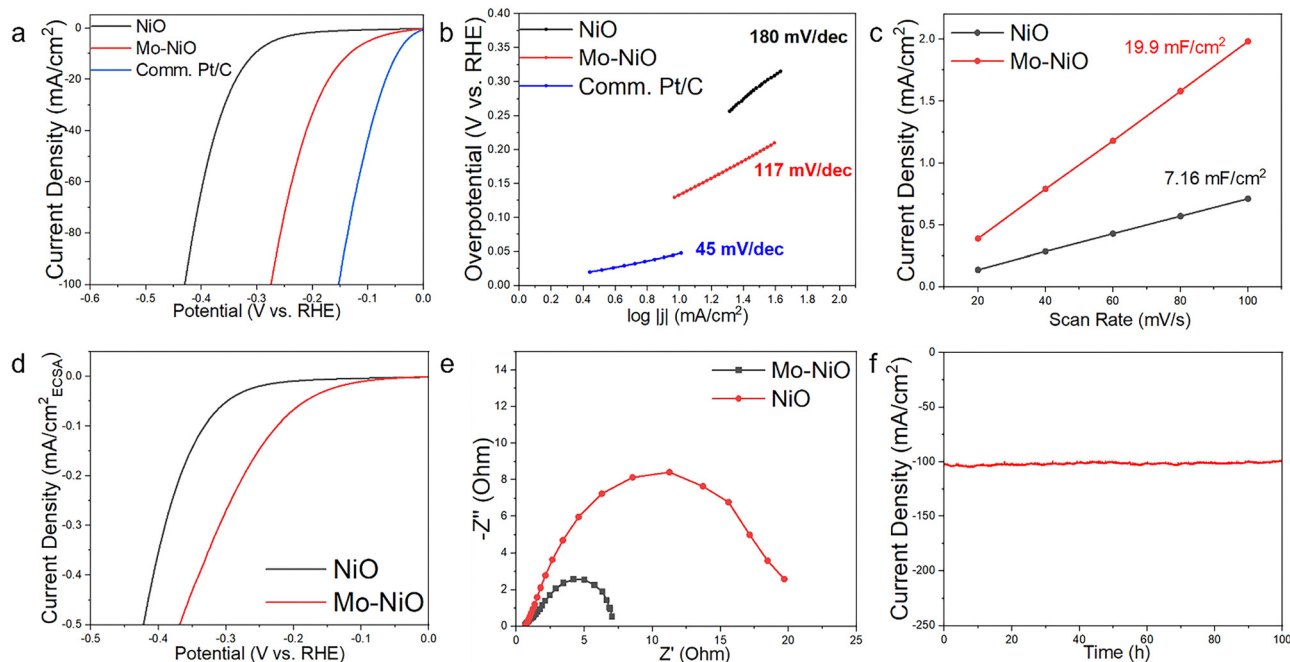 a
NiO
Mo-NiO
Comm. Pt/C
Current Density (mA/cm²)
0
-20
-40
-60
-80
-100
-0.6
-0.5
-0.4
-0.3
-0.2
-0.1
0.0
Potential (V vs. RHE)
b
NiO
Mo-NiO
Comm. Pt/C
180 mV/dec
117 mV/dec
45 mV/dec
Overpotential (V vs. RHE)
0.40
0.35
0.30
0.25
0.20
0.15
0.10
0.05
0.00
0.0
0.2
0.4
0.6
0.8
1.0
1.2
1.4
1.6
1.8
2.0
log |j| (mA/cm²)
c
NiO
Mo-NiO
19.9 mF/cm²
7.16 mF/cm²
Current Density (mA/cm²)
2.0
1.5
1.0
0.5
0.0
20
40
60
80
100
Scan Rate (mV/s)
d
NiO
Mo-NiO
Current Density (mA/cm²ECSA)
0.0
-0.1
-0.2
-0.3
-0.4
-0.5
-0.5
-0.4
-0.3
-0.2
-0.1
0.0
Potential (V vs. RHE)
e
Mo-NiO
NiO
-Z'' (Ohm)
14
12
10
8
6
4
2
0
0
5
10
15
20
25
Z' (Ohm)
f
Current Density (mA/cm²)
0
-50
-100
-150
-200
-250
0
20
40
60
80
100
Time (h)